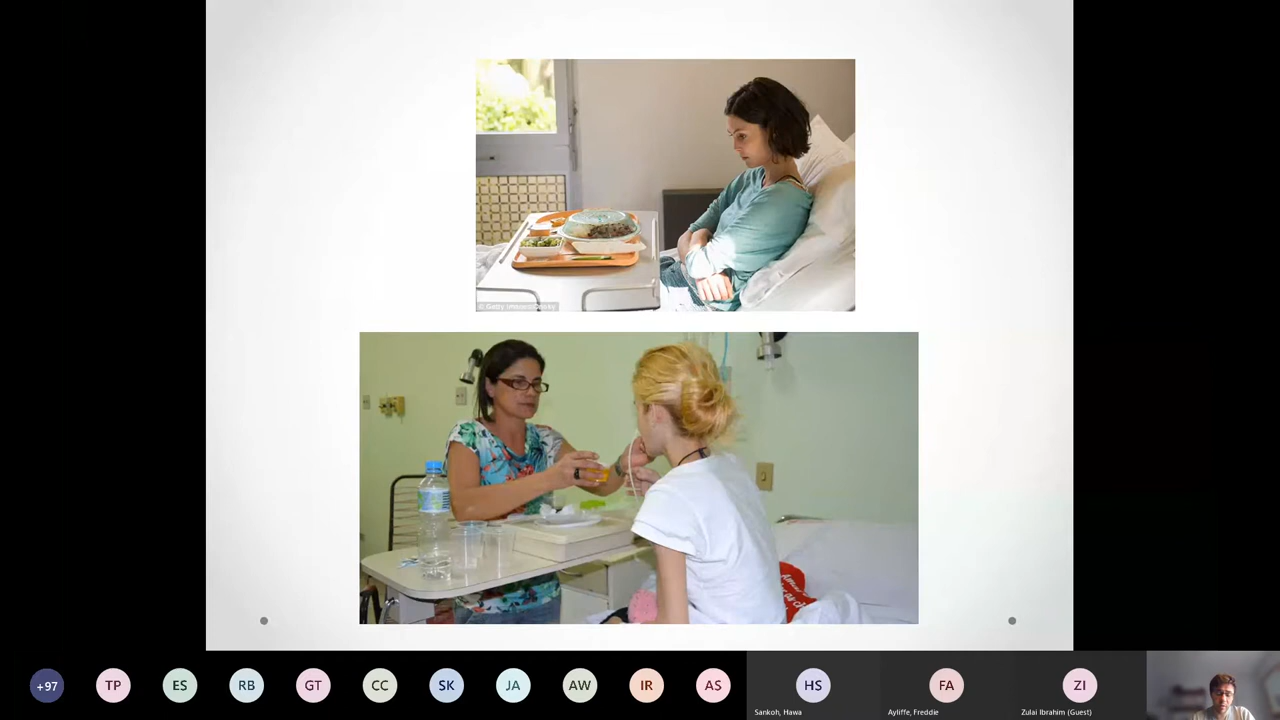 +97
TP
ES
RB
GT
CC
SK
JA
AW
IR
AS
HS
FA
ZI
Sankoh, Hawa
Ayliffe, Freddie
Zulai Ibrahim (Guest)